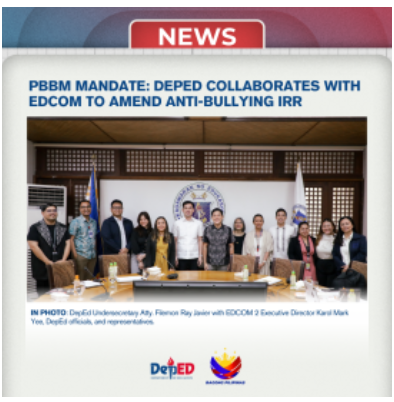 NEWS
PBBM MANDATE: DEPED COLLABORATES WITH
EDCOM TO AMEND ANTI-BULLYING IRR
IN PHOTO: DepEd Undersecretary Atty. Filemon Ray Javier with EDCOM 2 Executive Director Karol Mark
Yee, DepEd officials, and representatives.
DepED
BAGONG PILIPINAS